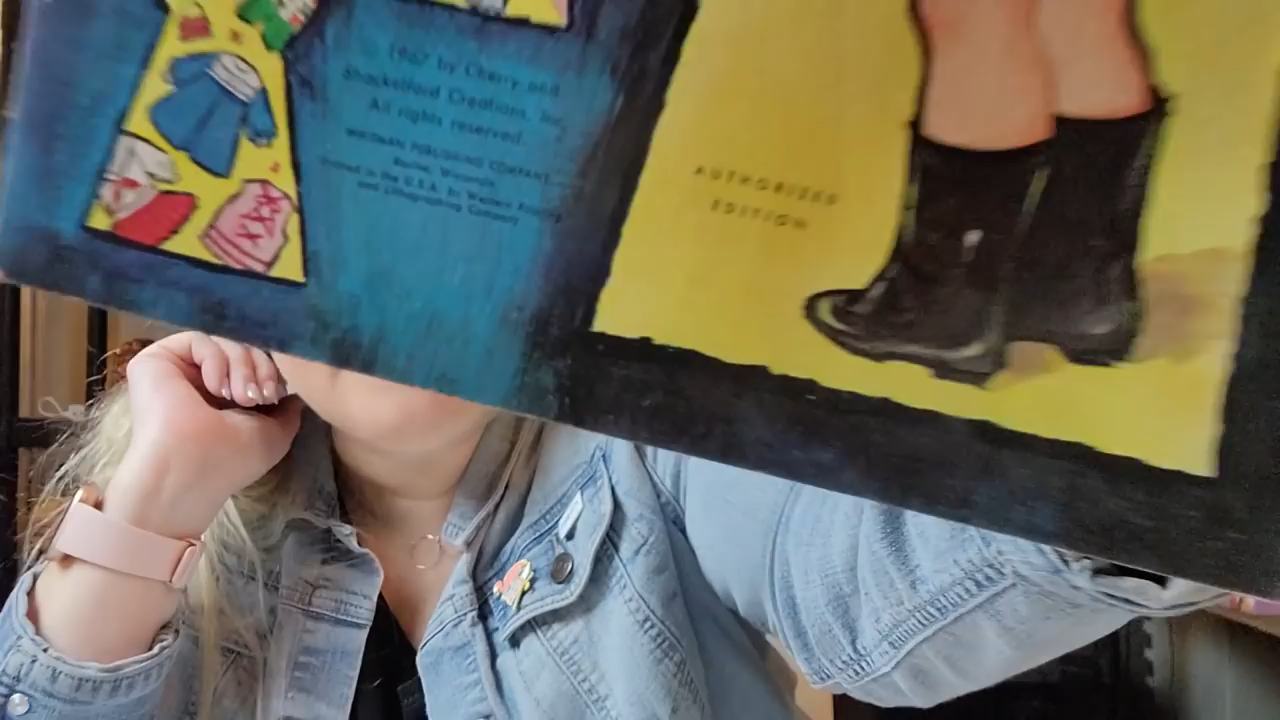 1967 by Cherry and
Shackelford Creations, Inc.
All rights reserved.
WHITMAN PUBLISHING COMPANY
Racine, Wisconsin
Printed in the U.S.A. by Western Printing
and Lithographing Company
AUTHORIZED
EDITION